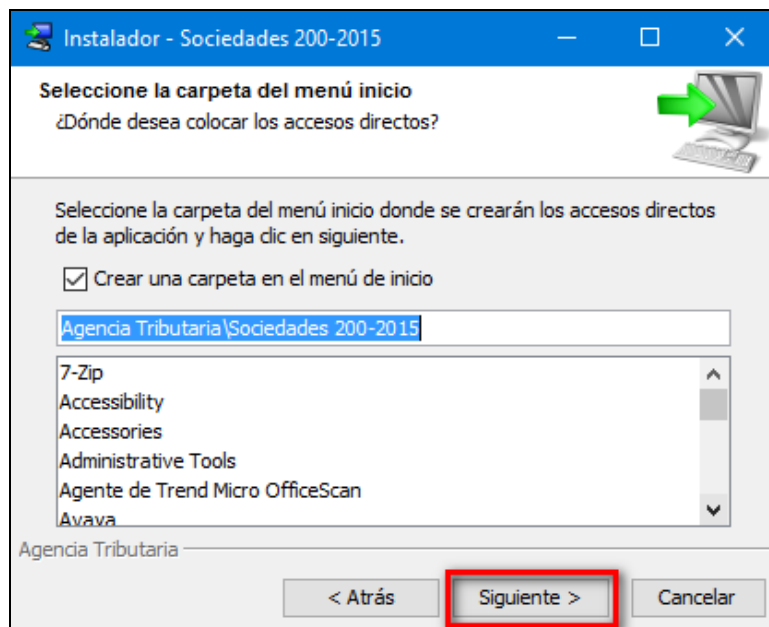 Instalador - Sociedades 200-2015
Seleccione la carpeta del menú inicio
¿Dónde desea colocar los accesos directos?
Seleccione la carpeta del menú inicio donde se crearán los accesos directos
de la aplicación y haga clic en siguiente.
Crear una carpeta en el menú de inicio
Agencia Tributaria\Sociedades 200-2015
7-Zip
Accessibility
Accessories
Administrative Tools
Agente de Trend Micro OfficeScan
Avaya
Agencia Tributaria
< Atrás
Siguiente >
Cancelar